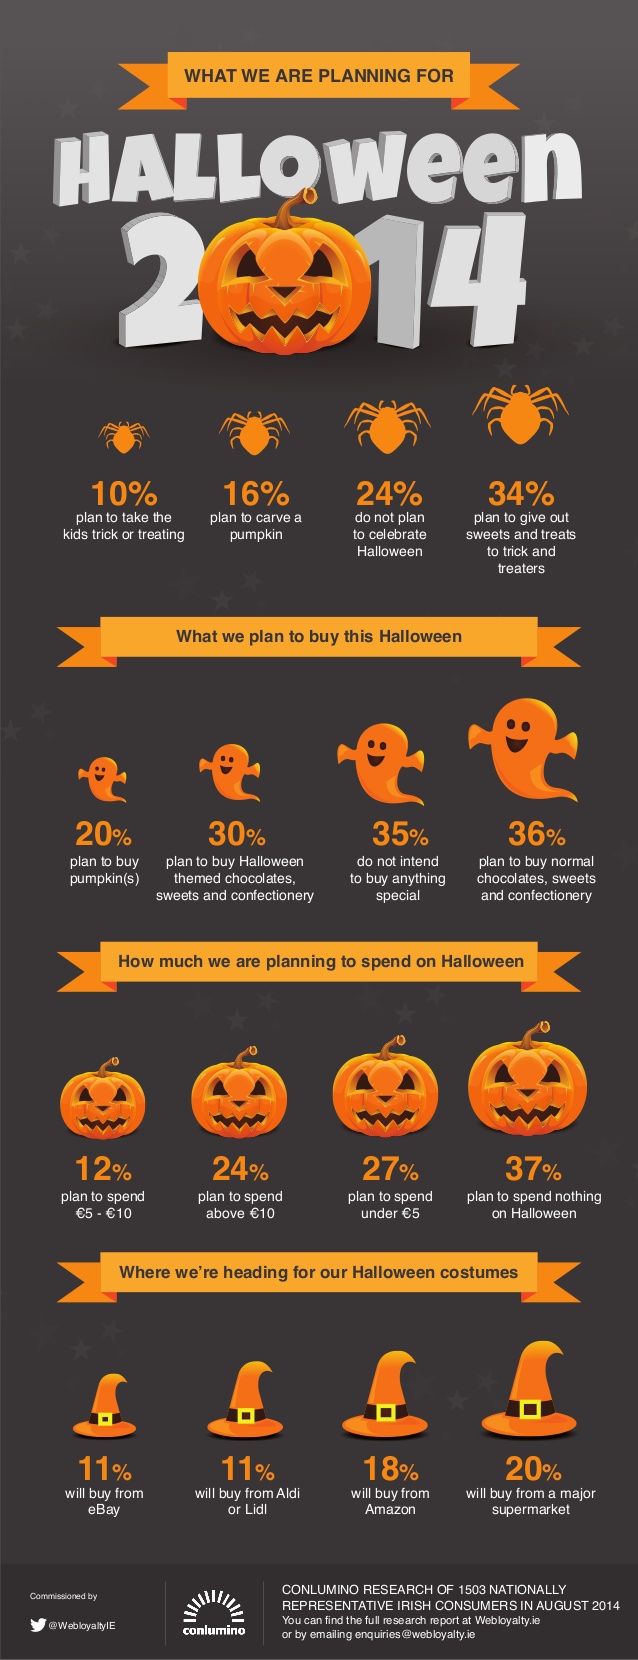 WHAT WE ARE PLANNING FOR
HALLOWeen
2014
10%
plan to take the
kids trick or treating
16%
plan to carve a
pumpkin
24%
do not plan
to celebrate
Halloween
34%
plan to give out
sweets and treats
to trick and
treaters
What we plan to buy this Halloween
20%
plan to buy
pumpkin(s)
30%
plan to buy Halloween
themed chocolates,
sweets and confectionery
35%
do not intend
to buy anything
special
36%
plan to buy normal
chocolates, sweets
and confectionery
How much we are planning to spend on Halloween
12%
plan to spend
€5 - €10
24%
plan to spend
above €10
27%
plan to spend
under €5
37%
plan to spend nothing
on Halloween
Where we’re heading for our Halloween costumes
11%
will buy from
eBay
11%
will buy from Aldi
or Lidl
18%
will buy from
Amazon
20%
will buy from a major
supermarket
Commissioned by
@WebloyaltyIE
conlumino
CONLUMINO RESEARCH OF 1503 NATIONALLY
REPRESENTATIVE IRISH CONSUMERS IN AUGUST 2014
You can find the full research report at Webloyalty.ie
or by emailing enquiries@webloyalty.ie